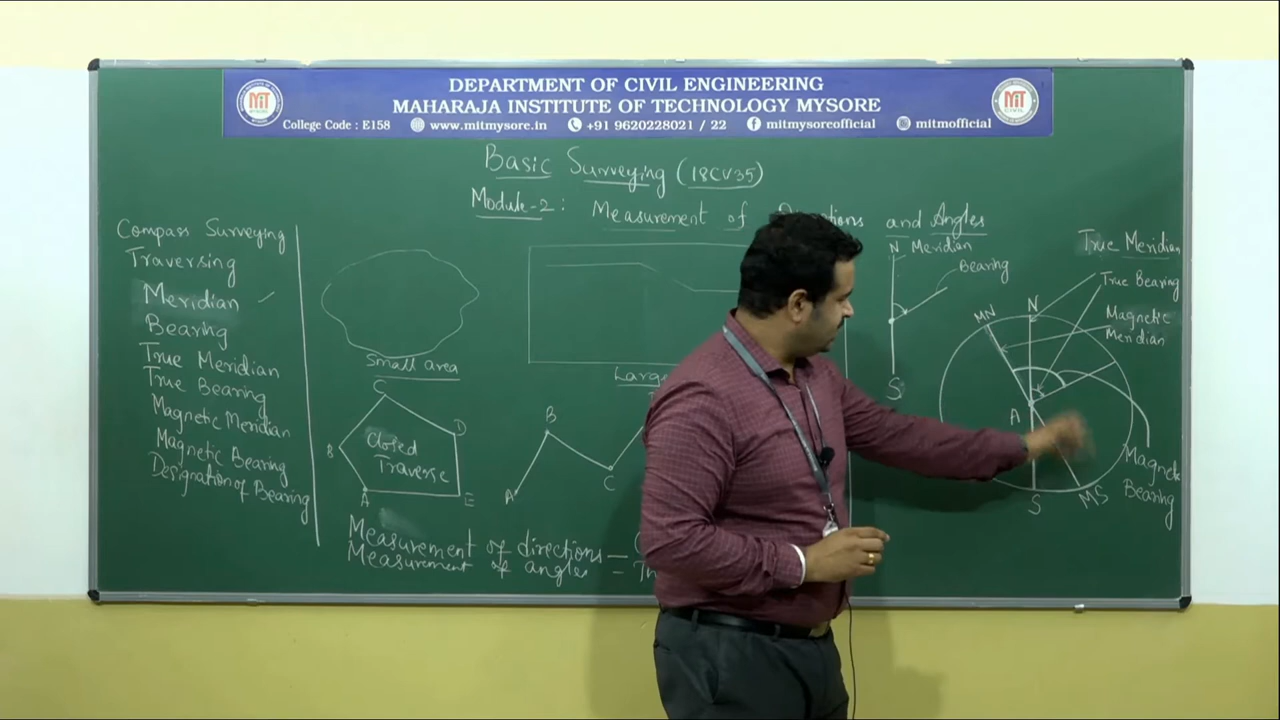 DEPARTMENT OF CIVIL ENGINEERING
MAHARAJA INSTITUTE OF TECHNOLOGY MYSORE
College Code : E158 www.mitmysore.in +91 9620228021 / 22 mitmysoreofficial mitmofficial
MIT
MIT
Basic Surveying (18CV35)
Module-2: Measurement of and Angles
Compass Surveying
Traversing
Meridian
Bearing
True Meridian
True Bearing
Magnetic Meridian
Magnetic Bearing
Designation of Bearing
Small area
C
B
D
A
E
Closed
Traverse
B
A
C
Measurement of directions
Measurement of angles
N Meridian
Bearing
S
True Meridian
True Bearing
Magnetic
Meridian
MN
N
A
S
MS
Bearing